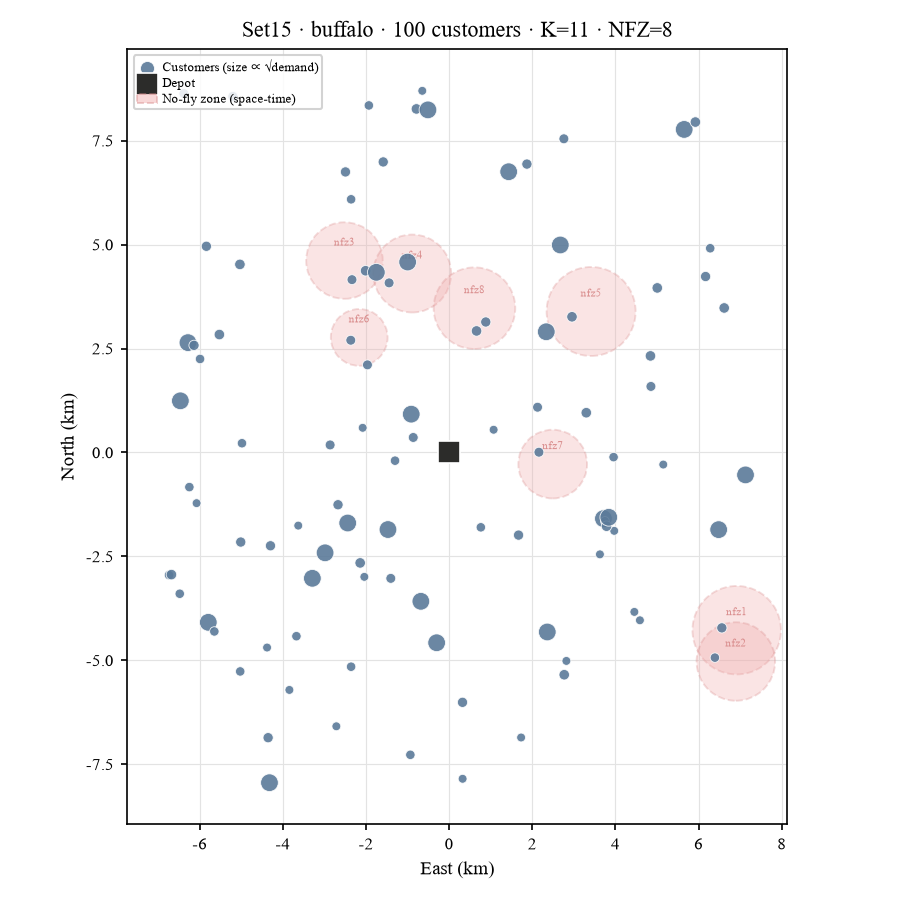 Set15 · buffalo · 100 customers · K=11 · NFZ=8
Customers (size ∝ √demand)
Depot
No-fly zone (space-time)
7.5
5.0
2.5
0.0
-2.5
-5.0
-7.5
North (km)
nfz3
nfz8
nfz5
nfz6
nfz7
nfz1
nfz2
-6
-4
-2
0
2
4
6
8
East (km)